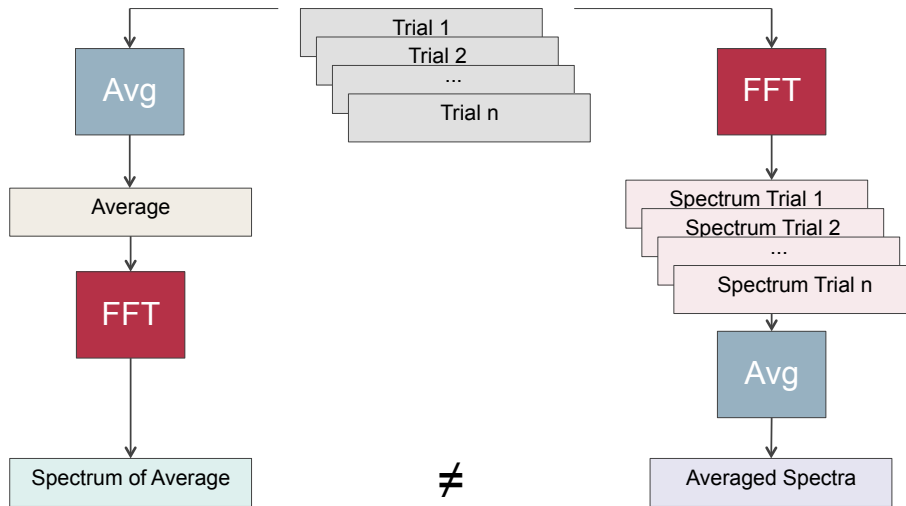 Trial 1
Trial 2
...
Trial n
Avg
Average
FFT
Spectrum of Average
≠
FFT
Spectrum Trial 1
Spectrum Trial 2
...
Spectrum Trial n
Avg
Averaged Spectra